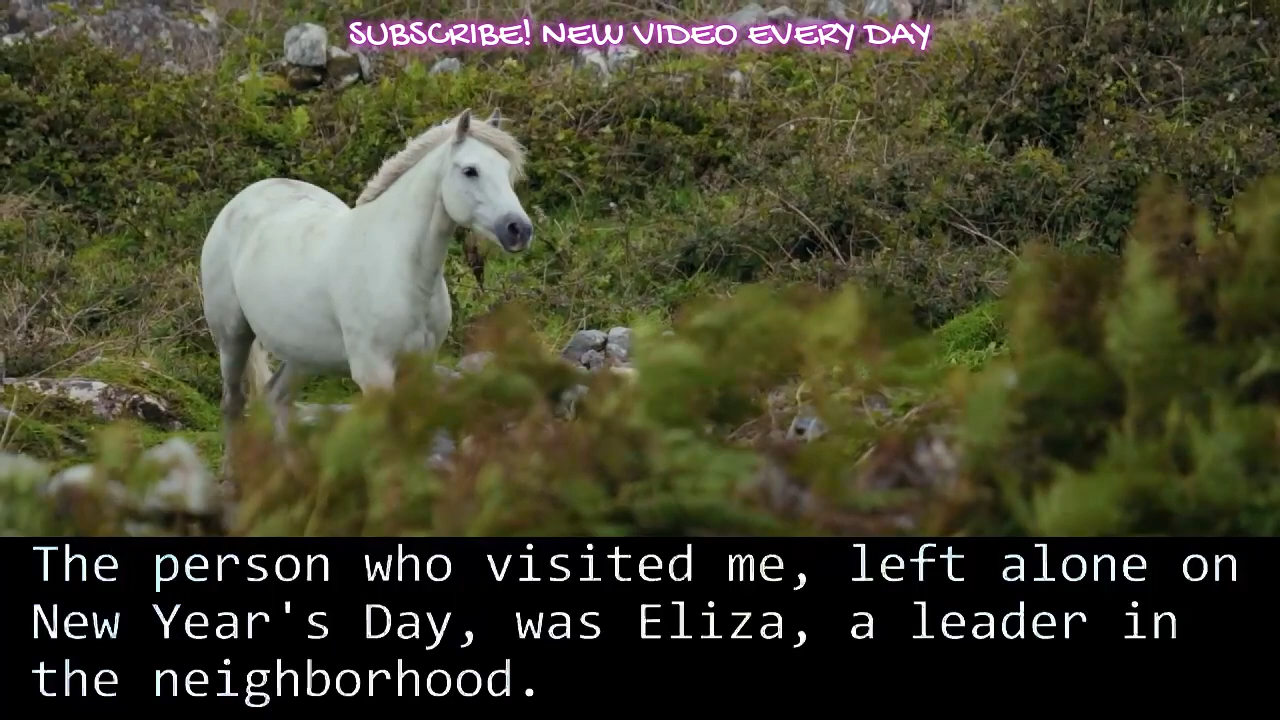 SUBSCRIBE! NEW VIDEO EVERY DAY
The person who visited me, left alone on
New Year's Day, was Eliza, a leader in
the neighborhood.